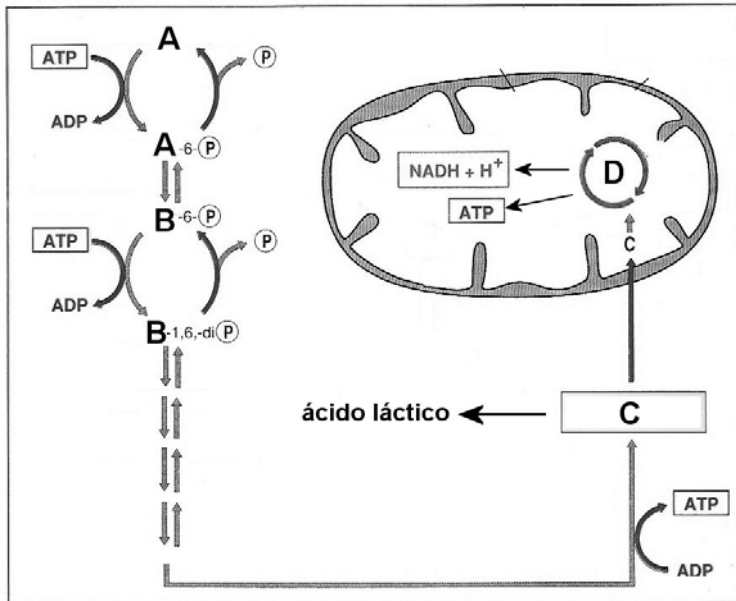 A
ATP
P
ADP
A-6-P
B-6-P
ATP
P
ADP
B-1,6,-di P
NADH + H⁺
D
ATP
C
ácido láctico
C
ATP
ADP